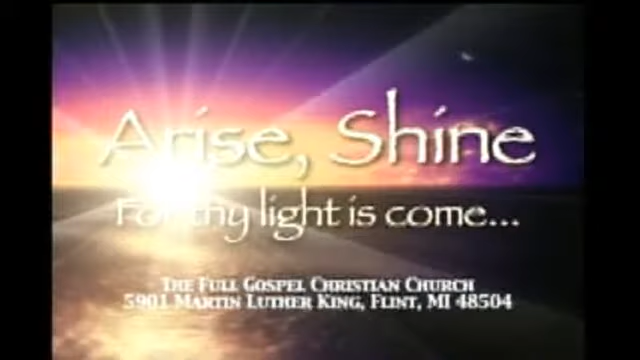 Arise, Shine
For thy light is come...
THE FULL GOSPEL CHRISTIAN CHURCH
5901 MARTIN LUTHER KING, FLINT, MI 48504